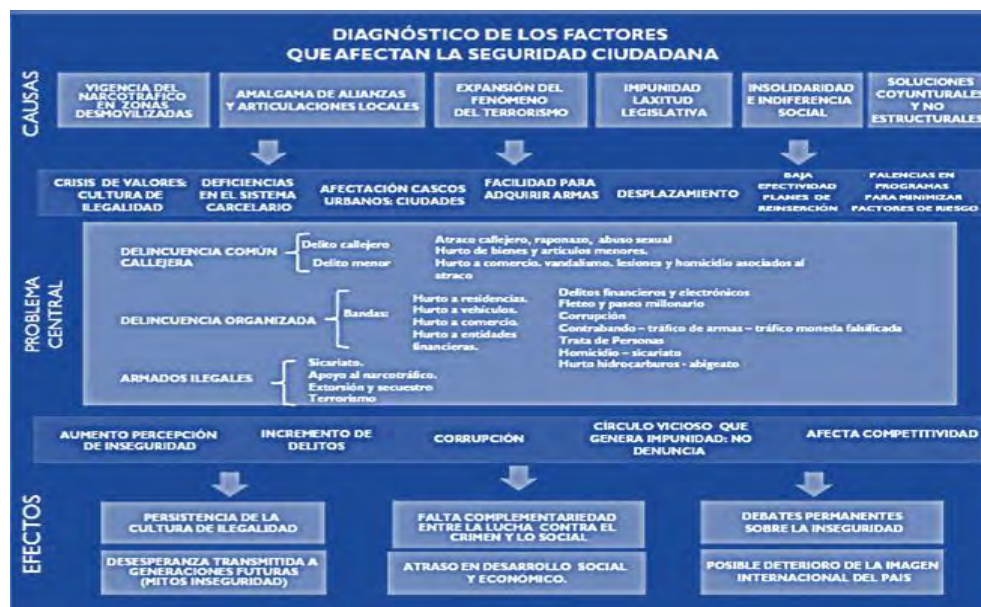 DIAGNÓSTICO DE LOS FACTORES
QUE AFECTAN LA SEGURIDAD CIUDADANA
CAUSAS
VIGENCIA DEL
NARCOTRÁFICO
EN ZONAS
DESMOVILIZADAS
AMALGAMA DE ALIANZAS
Y ARTICULACIONES LOCALES
EXPANSIÓN DEL
FENÓMENO
DEL TERRORISMO
IMPUNIDAD
LAXITUD
LEGISLATIVA
INSOLIDARIDAD
E INDIFERENCIA
SOCIAL
SOLUCIONES
COYUNTURALES
Y NO
ESTRUCTURALES
CRISIS DE VALORES:
CULTURA DE
ILEGALIDAD
DEFICIENCIAS
EN EL SISTEMA
CARCELARIO
AFECTACIÓN CASCOS
URBANOS: CIUDADES
FACILIDAD PARA
ADQUIRIR ARMAS
DESPLAZAMIENTO
BAJA
EFECTIVIDAD
PLANES DE
REINSERCIÓN
FALENCIAS EN
PROGRAMAS
PARA MINIMIZAR
FACTORES DE RIESGO
PROBLEMA
CENTRAL
DELINCUENCIA COMÚN
CALLEJERA
Delito callejero
Delito menor
Atraco callejero, raponazo, abuso sexual
Hurto de bienes y artículos menores.
Hurto a comercio. vandalismo. lesiones y homicidio asociados al
atraco
DELINCUENCIA ORGANIZADA
Bandas:
Hurto a residencias.
Hurto a vehículos.
Hurto a comercio.
Hurto a entidades
financieras.
Delitos financieros y electrónicos
Fleteo y paseo millonario
Corrupción
Contrabando – tráfico de armas – tráfico moneda falsificada
Trata de Personas
Homicidio – sicariato
Hurto hidrocarburos - abigeato
ARMADOS ILEGALES
Sicariato.
Apoyo al narcotráfico.
Extorsión y secuestro
Terrorismo
AUMENTO PERCEPCIÓN
DE INSEGURIDAD
INCREMENTO DE
DELITOS
CORRUPCIÓN
CÍRCULO VICIOSO QUE
GENERA IMPUNIDAD: NO
DENUNCIA
AFECTA COMPETITIVIDAD
EFECTOS
PERSISTENCIA DE LA
CULTURA DE ILEGALIDAD
FALTA COMPLEMENTARIEDAD
ENTRE LA LUCHA CONTRA EL
CRIMEN Y LO SOCIAL
DEBATES PERMANENTES
SOBRE LA INSEGURIDAD
DESESPERANZA TRANSMITIDA A
GENERACIONES FUTURAS
(MITOS INSEGURIDAD)
ATRASO EN DESARROLLO SOCIAL
Y ECONÓMICO.
POSIBLE DETERIORO DE LA IMAGEN
INTERNACIONAL DEL PAIS